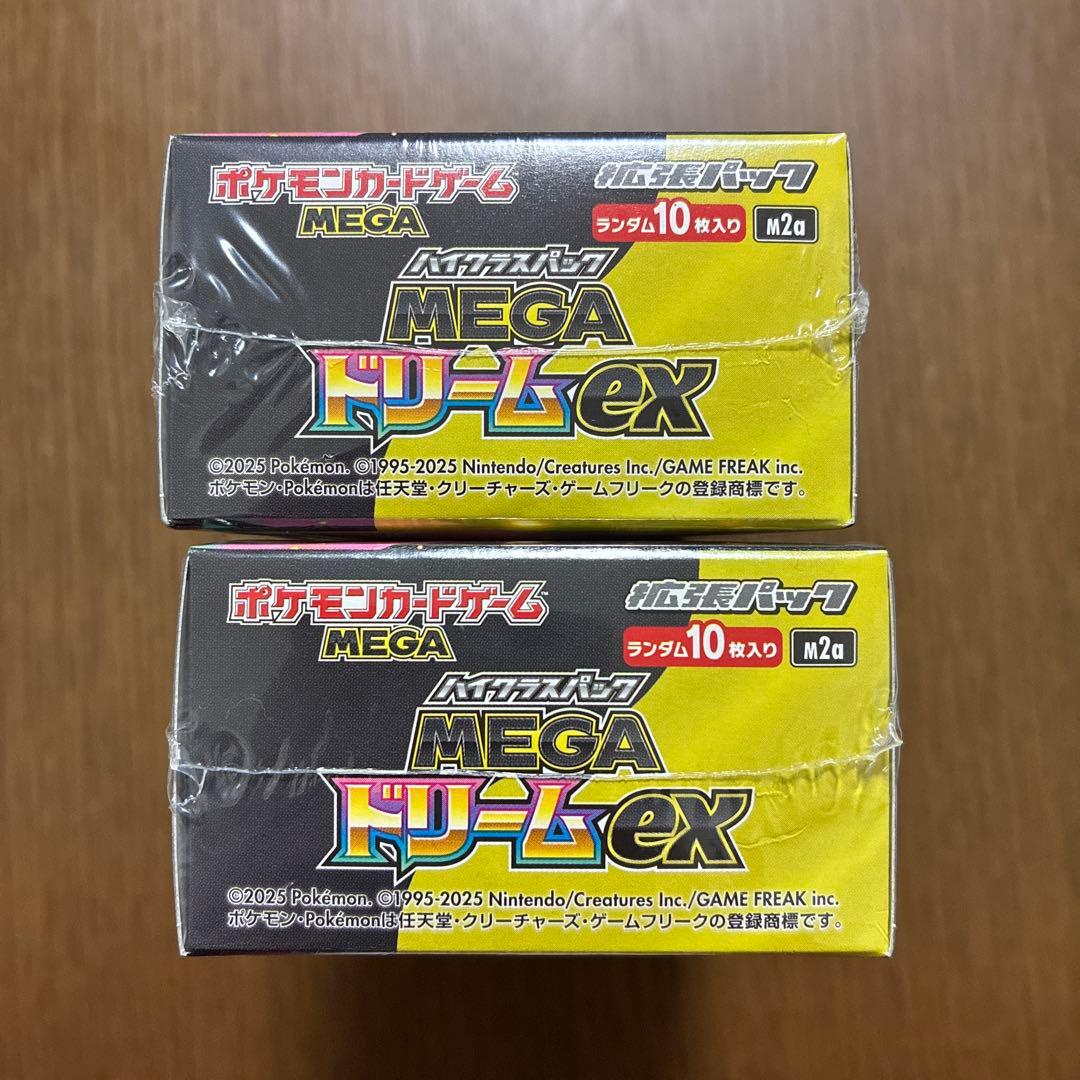 ポケモンカードゲーム 拡張パック
MEGA ランダム10枚入り M2a
ハイクラスパック
MEGA
ドリームex
©2025 Pokémon. ©1995-2025 Nintendo/Creatures Inc./GAME FREAK inc.
ポケモン・Pokémonは任天堂・クリーチャーズ・ゲームフリークの登録商標です。
ポケモンカードゲーム™ 拡張パック
MEGA ランダム10枚入り M2a
ハイクラスパック
MEGA
ドリームex
©2025 Pokémon. ©1995-2025 Nintendo/Creatures Inc./GAME FREAK inc.
ポケモン・Pokémonは任天堂・クリーチャーズ・ゲームフリークの登録商標です。